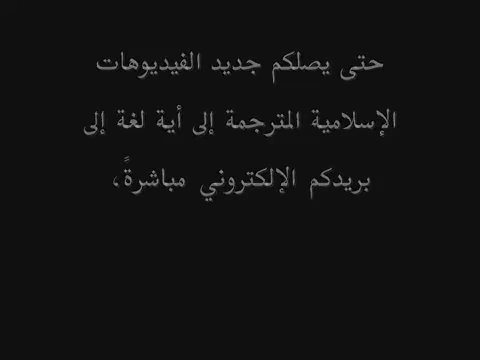 حتى يصلكم جديد الفيديوهات
الإسلامية المترجمة إلى أية لغة إلى
بريدكم الإلكتروني مباشرةً،